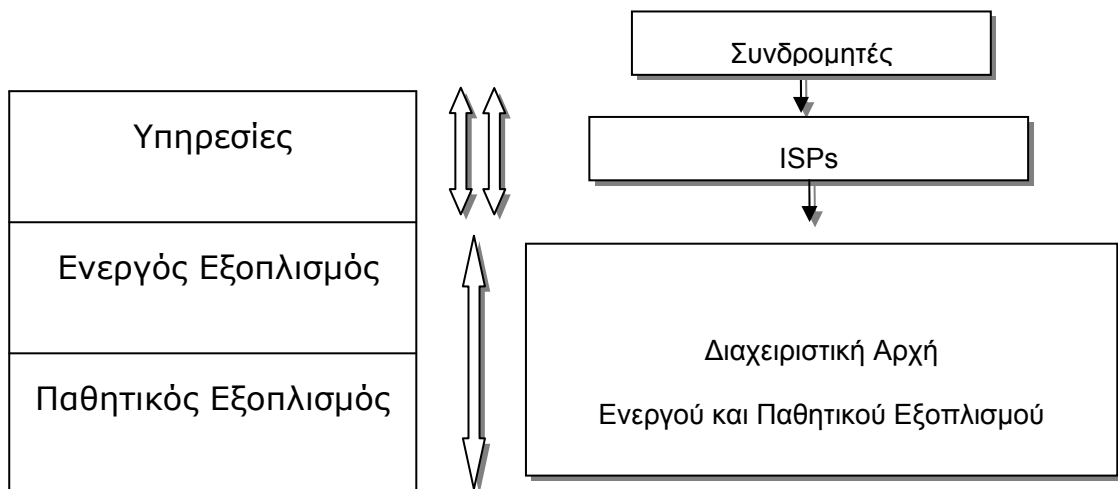 Συνδρομητές
Υπηρεσίες
ISPs
Ενεργός Εξοπλισμός
Παθητικός Εξοπλισμός
Διαχειριστική Αρχή
Ενεργού και Παθητικού Εξοπλισμού